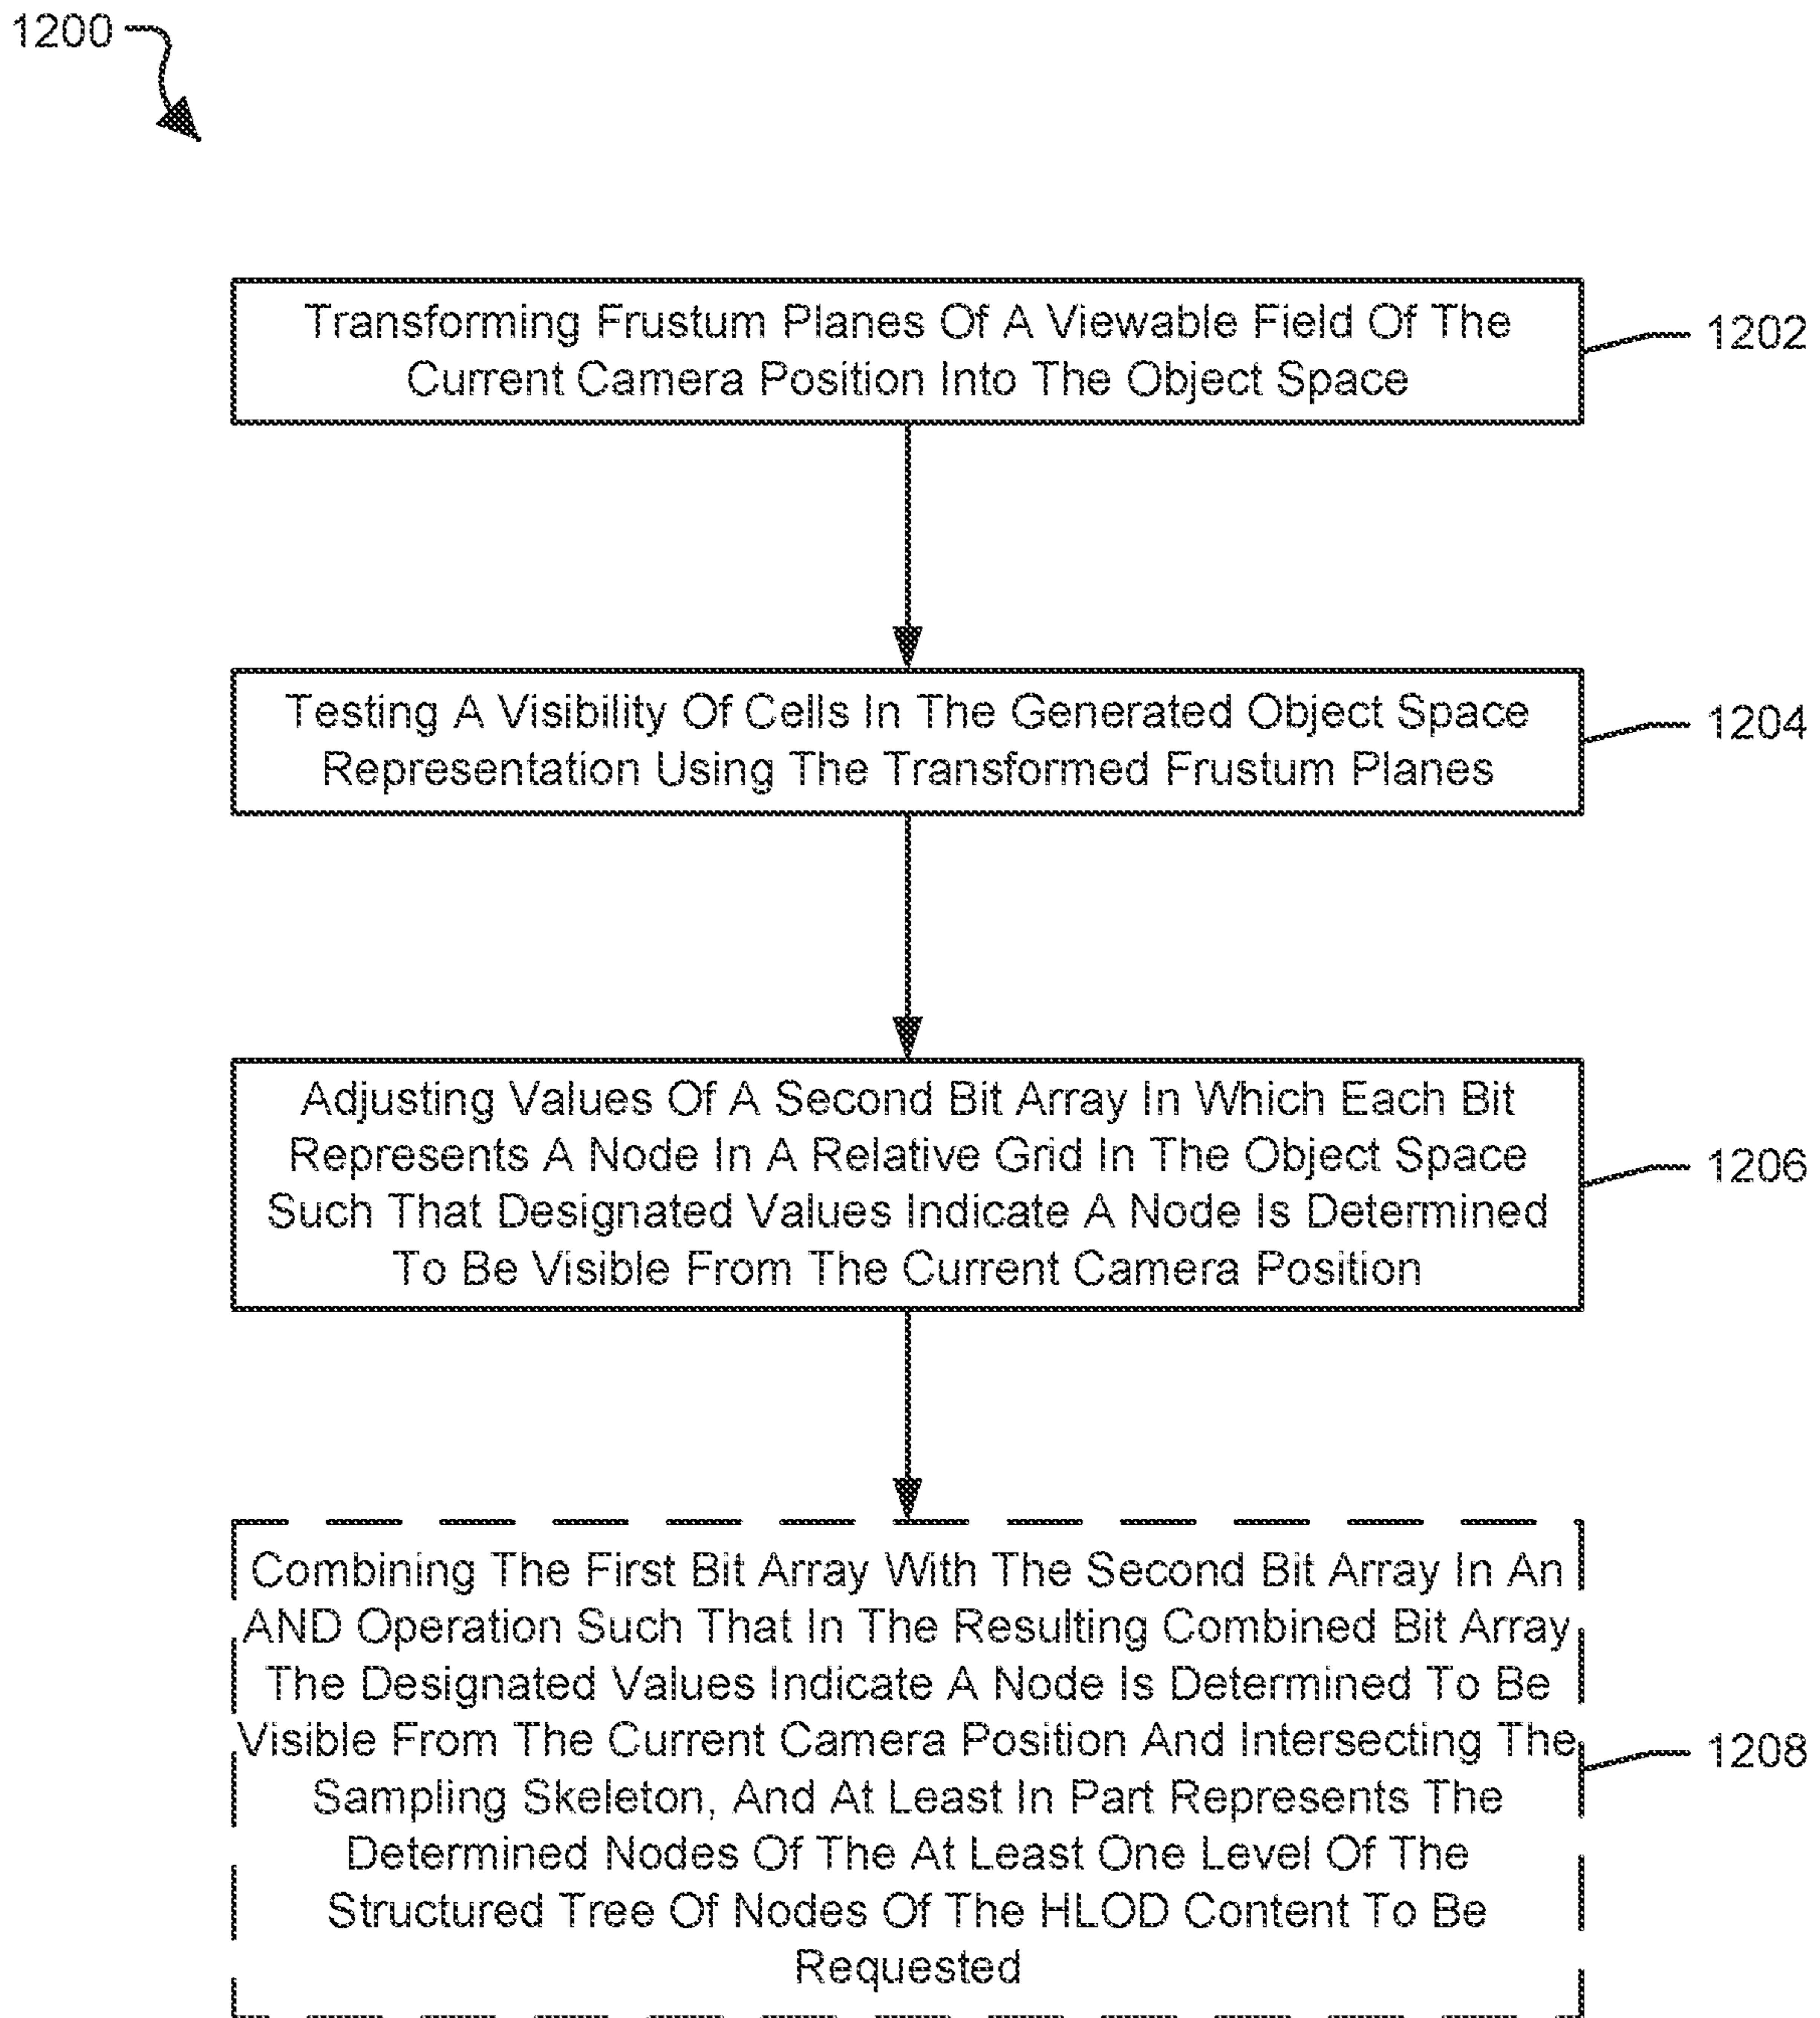 1200
Transforming Frustum Planes Of A Viewable Field Of The
Current Camera Position Into The Object Space
1202
Testing A Visibility Of Cells In The Generated Object Space
Representation Using The Transformed Frustum Planes
1204
Adjusting Values Of A Second Bit Array In Which Each Bit
Represents A Node In A Relative Grid In The Object Space
Such That Designated Values Indicate A Node Is Determined
To Be Visible From The Current Camera Position
1206
Combining The First Bit Array With The Second Bit Array In An
AND Operation Such That In The Resulting Combined Bit Array
The Designated Values Indicate A Node Is Determined To Be
Visible From The Current Camera Position And Intersecting The
Sampling Skeleton, And At Least In Part Represents The
Determined Nodes Of The At Least One Level Of The
Structured Tree Of Nodes Of The HLOD Content To Be
Requested
1208